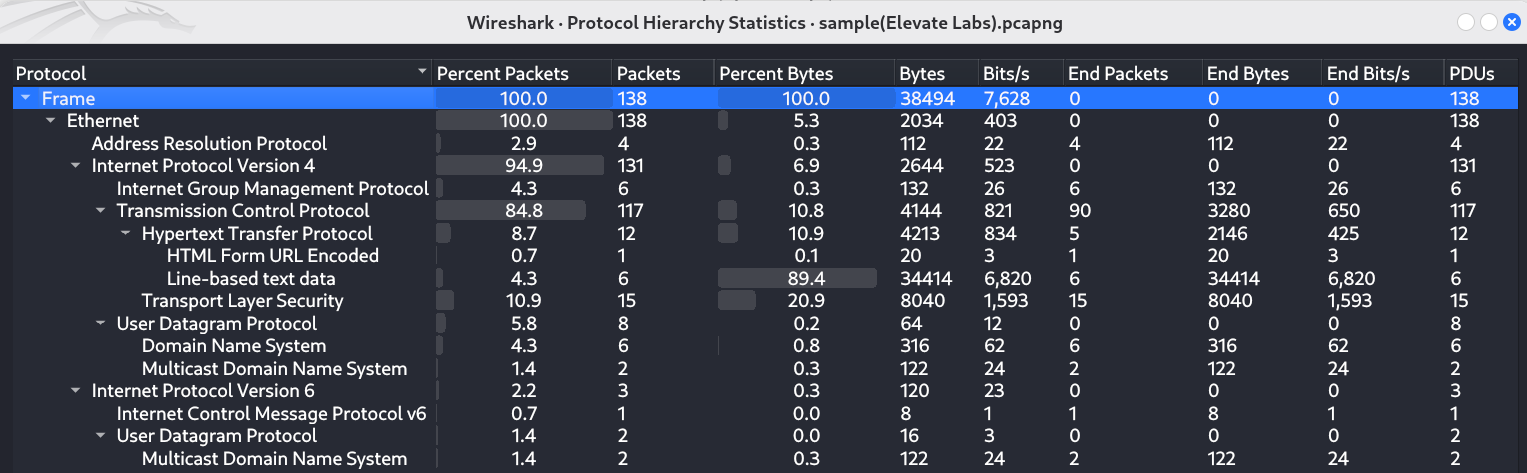 Wireshark · Protocol Hierarchy Statistics · sample(Elevate Labs).pcapng
Protocol Percent Packets Packets Percent Bytes Bytes Bits/s End Packets End Bytes End Bits/s PDUs
Frame 100.0 138 100.0 38494 7,628 0 0 0 138
Ethernet 100.0 138 5.3 2034 403 0 0 0 138
Address Resolution Protocol 2.9 4 0.3 112 22 4 112 22 4
Internet Protocol Version 4 94.9 131 6.9 2644 523 0 0 0 131
Internet Group Management Protocol 4.3 6 0.3 132 26 6 132 26 6
Transmission Control Protocol 84.8 117 10.8 4144 821 90 3280 650 117
Hypertext Transfer Protocol 8.7 12 10.9 4213 834 5 2146 425 12
HTML Form URL Encoded 0.7 1 0.1 20 3 1 20 3 1
Line-based text data 4.3 6 89.4 34414 6,820 6 34414 6,820 6
Transport Layer Security 10.9 15 20.9 8040 1,593 15 8040 1,593 15
User Datagram Protocol 5.8 8 0.2 64 12 0 0 0 8
Domain Name System 4.3 6 0.8 316 62 6 316 62 6
Multicast Domain Name System 1.4 2 0.3 122 24 2 122 24 2
Internet Protocol Version 6 2.2 3 0.3 120 23 0 0 0 3
Internet Control Message Protocol v6 0.7 1 0.0 8 1 1 8 1 1
User Datagram Protocol 1.4 2 0.0 16 3 0 0 0 2
Multicast Domain Name System 1.4 2 0.3 122 24 2 122 24 2